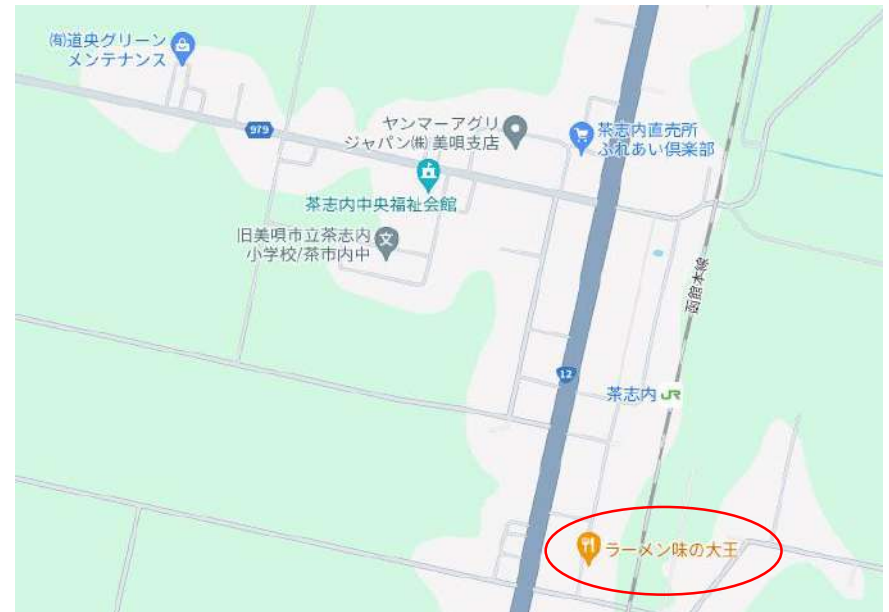 (有)道央グリーン
メンテナンス
979
ヤンマーアグリ
ジャパン㈱ 美唄支店
茶志内直売所
ふれあい倶楽部
茶志内中央福祉会館
旧美唄市立茶志内
小学校/茶市内中
文
函館本線
12
茶志内 JR
ラーメン味の大王